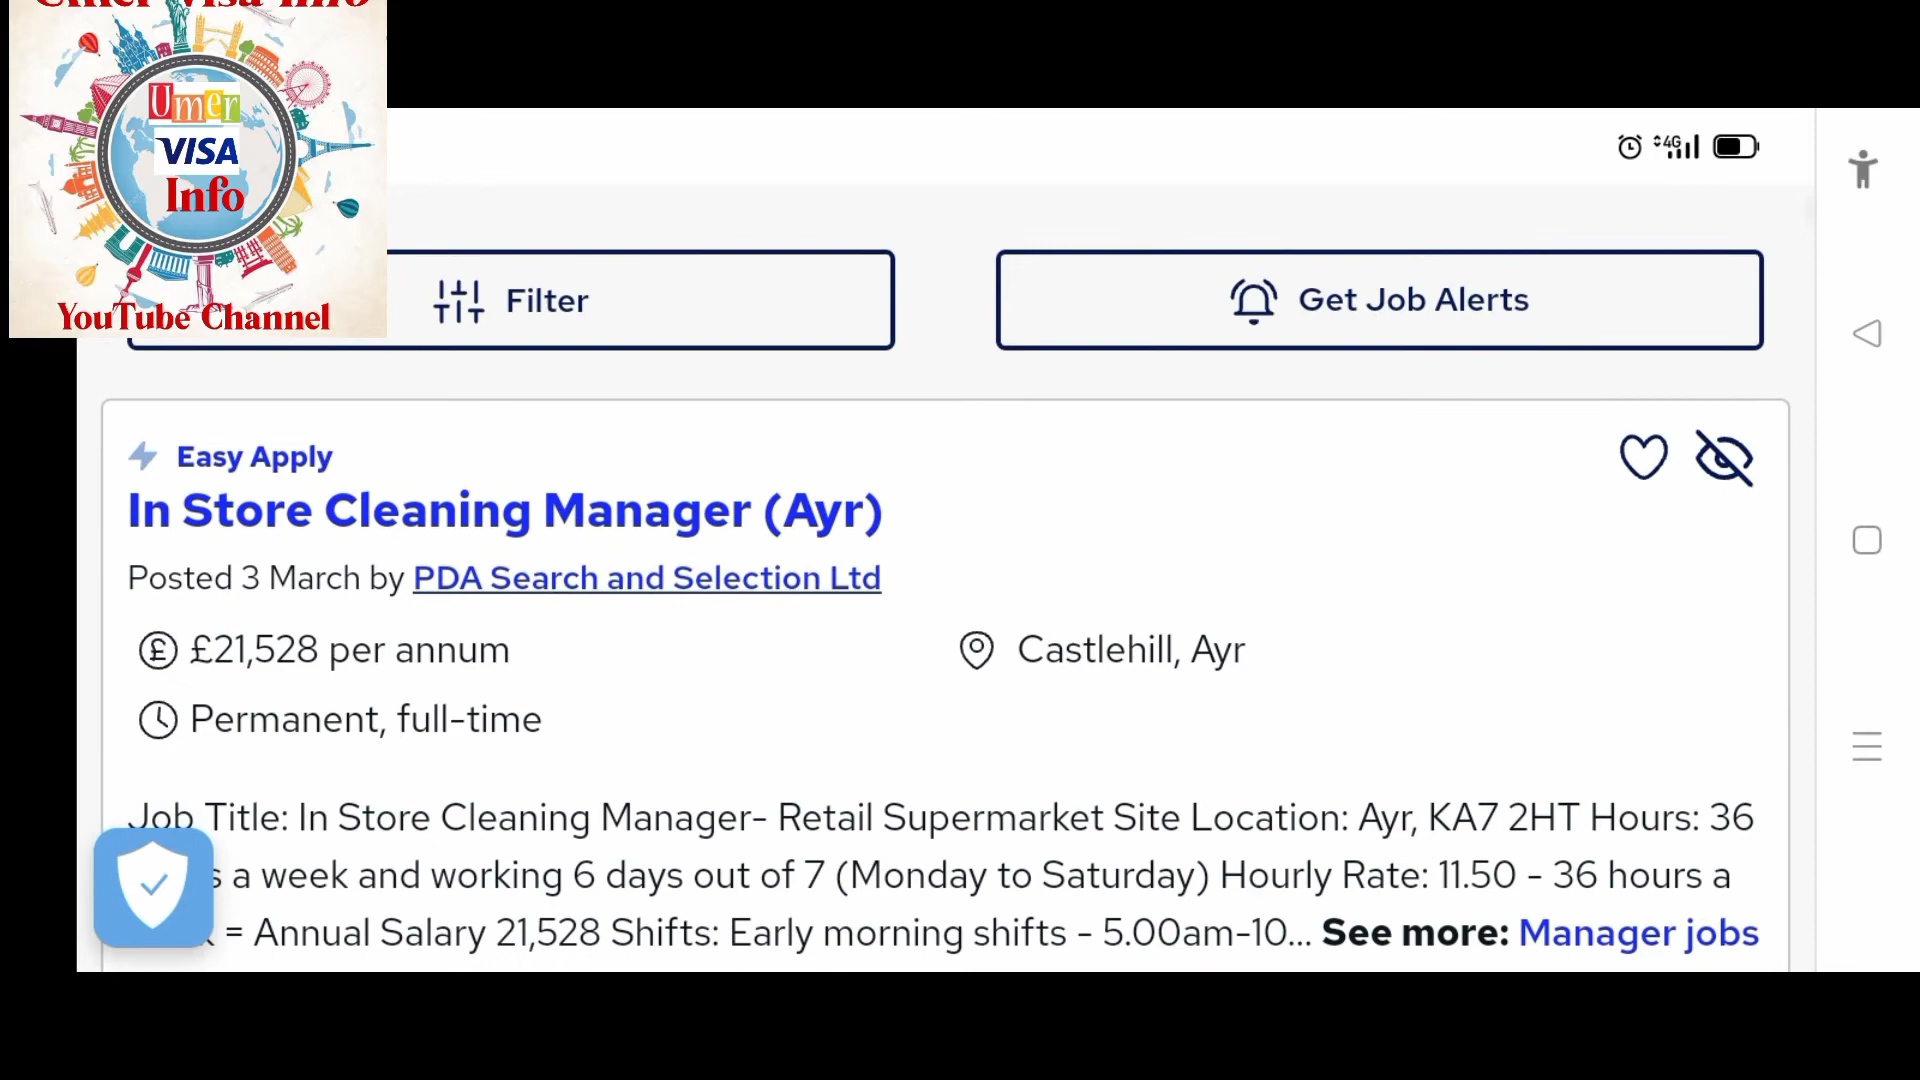 Umer Visa Info
Umer
VISA
Info
YouTube Channel
4G
Filter
Get Job Alerts
Easy Apply
In Store Cleaning Manager (Ayr)
Posted 3 March by PDA Search and Selection Ltd
£21,528 per annum
Castlehill, Ayr
Permanent, full-time
Job Title: In Store Cleaning Manager- Retail Supermarket Site Location: Ayr, KA7 2HT Hours: 36
s a week and working 6 days out of 7 (Monday to Saturday) Hourly Rate: 11.50 - 36 hours a
= Annual Salary 21,528 Shifts: Early morning shifts - 5.00am-10... See more: Manager jobs